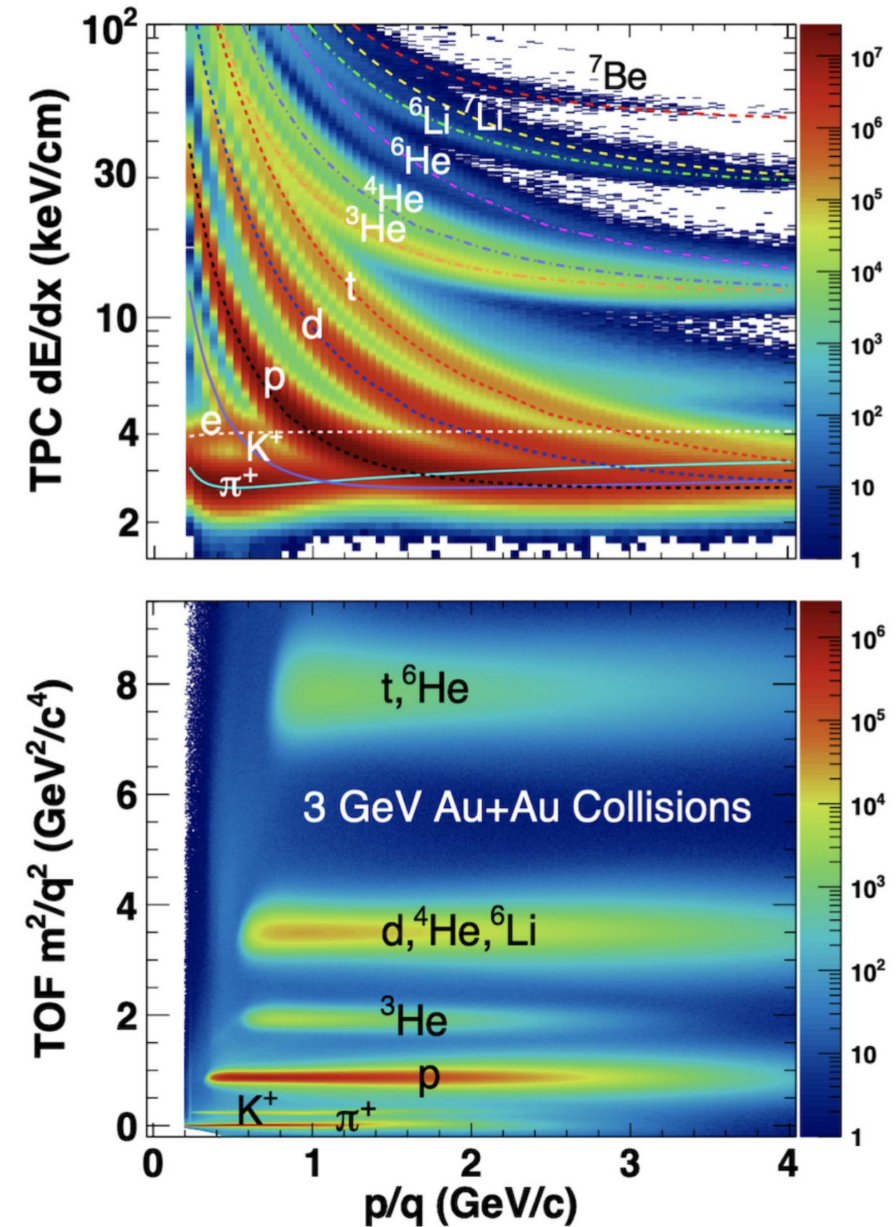 TPC dE/dx (keV/cm)
10²
30
10
4
2
⁷Be
⁶Li
⁷Li
⁶He
⁴He
³He
t
d
p
e
K⁺
π⁺
10⁷
10⁶
10⁵
10⁴
10³
10²
10
1
TOF m²/q² (GeV²/c⁴)
8
6
4
2
0
t,⁶He
3 GeV Au+Au Collisions
d,⁴He,⁶Li
³He
p
K⁺
π⁺
10⁶
10⁵
10⁴
10³
10²
10
1
0 1 2 3 4
p/q (GeV/c)